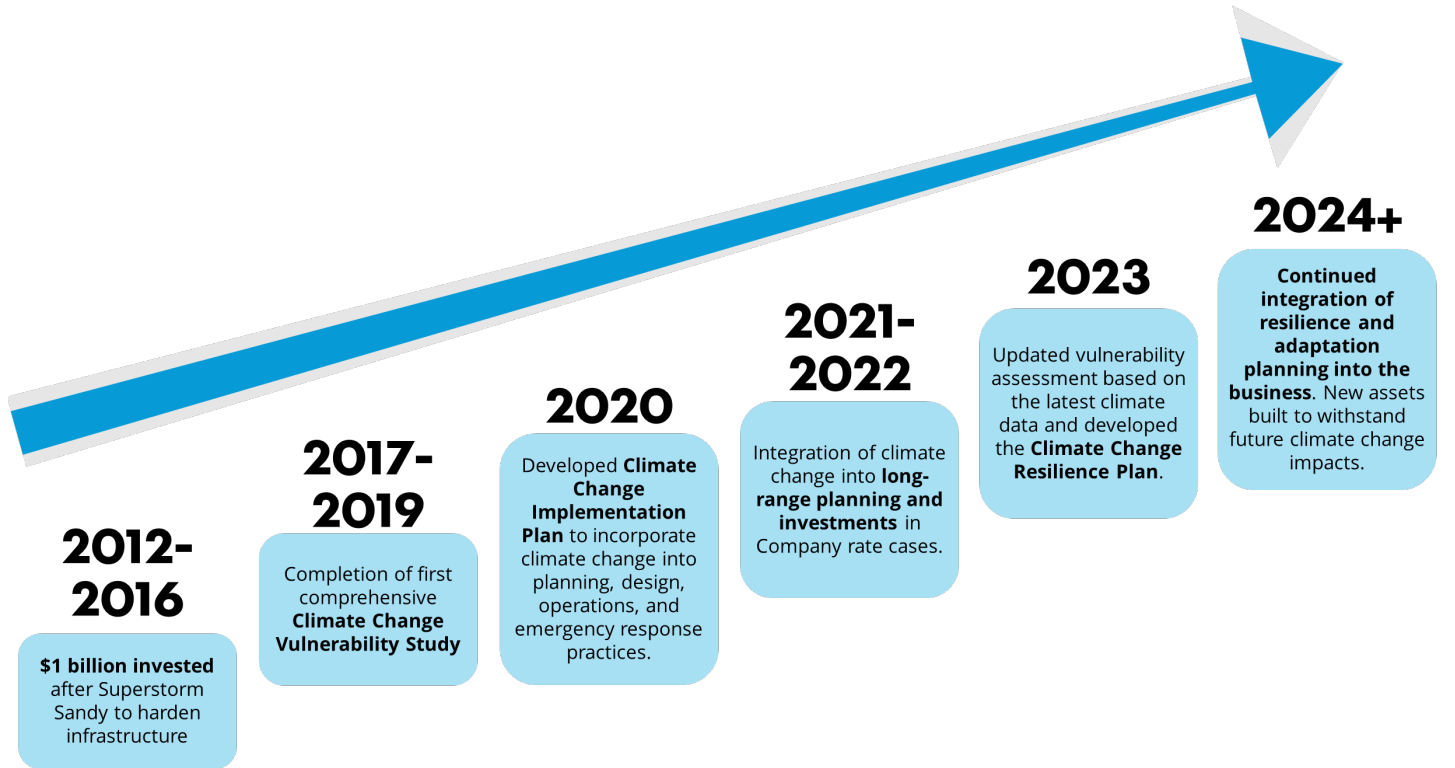 2012-
2016
$1 billion invested
after Superstorm
Sandy to harden
infrastructure
2017-
2019
Completion of first
comprehensive
Climate Change
Vulnerability Study
2020
Developed Climate
Change
Implementation
Plan to incorporate
climate change into
planning, design,
operations, and
emergency response
practices.
2021-
2022
Integration of climate
change into long-
range planning and
investments in
Company rate cases.
2023
Updated vulnerability
assessment based on
the latest climate
data and developed
the Climate Change
Resilience Plan.
2024+
Continued
integration of
resilience and
adaptation
planning into the
business. New assets
built to withstand
future climate change
impacts.